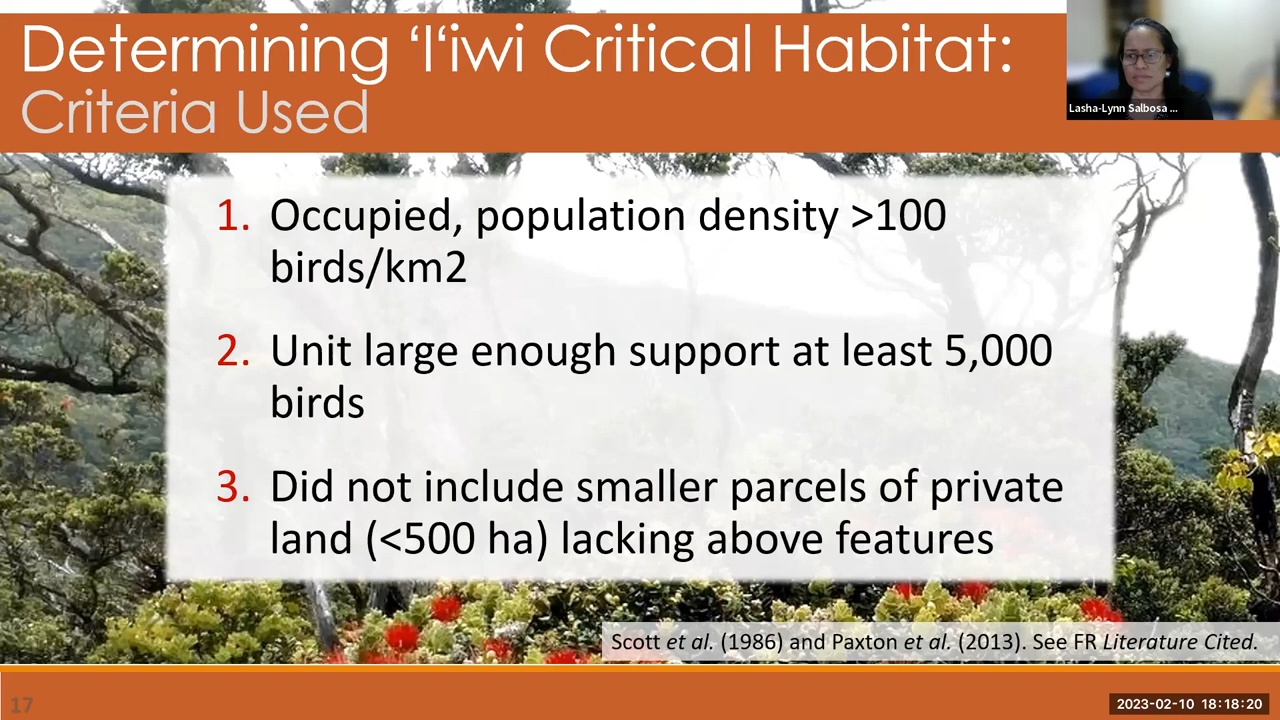 Determining ‘I‘iwi Critical Habitat:
Criteria Used
Lasha-Lynn Salbosa ...
1. Occupied, population density >100
birds/km2
2. Unit large enough support at least 5,000
birds
3. Did not include smaller parcels of private
land (<500 ha) lacking above features
Scott et al. (1986) and Paxton et al. (2013). See FR Literature Cited.
17
2023-02-10 18:18:20